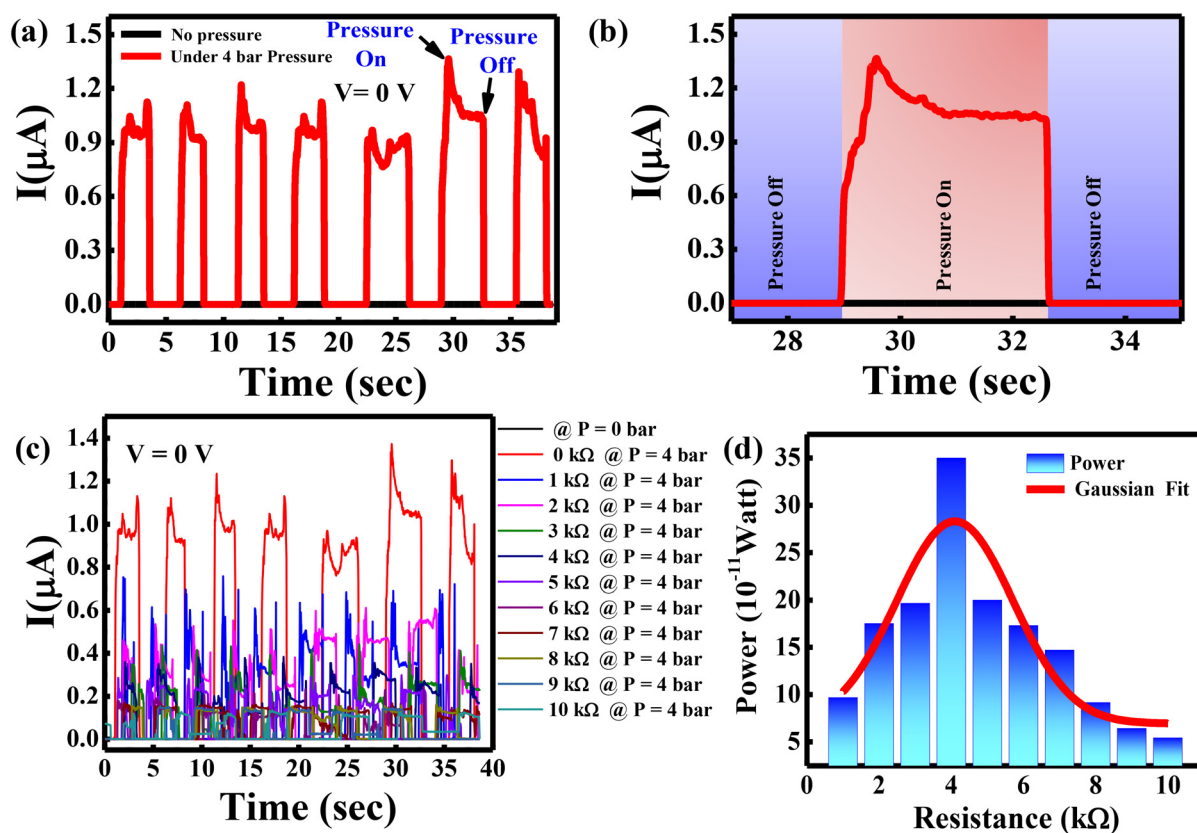 (a)
No pressure
Under 4 bar Pressure
Pressure
On
Pressure
Off
V= 0 V
1.5
1.2
0.9
0.6
0.3
0.0
I(μA)
0 5 10 15 20 25 30 35
Time (sec)
(b)
1.5
1.2
0.9
0.6
0.3
0.0
I(μA)
Pressure Off
Pressure On
Pressure Off
28 30 32 34
Time (sec)
(c)
V = 0 V
1.4
1.2
1.0
0.8
0.6
0.4
0.2
0.0
I(μA)
0 5 10 15 20 25 30 35 40
Time (sec)
@ P = 0 bar
0 kΩ @ P = 4 bar
1 kΩ @ P = 4 bar
2 kΩ @ P = 4 bar
3 kΩ @ P = 4 bar
4 kΩ @ P = 4 bar
5 kΩ @ P = 4 bar
6 kΩ @ P = 4 bar
7 kΩ @ P = 4 bar
8 kΩ @ P = 4 bar
9 kΩ @ P = 4 bar
10 kΩ @ P = 4 bar
(d)
Power
Gaussian Fit
35
30
25
20
15
10
5
Power (10⁻¹¹Watt)
0 2 4 6 8 10
Resistance (kΩ)